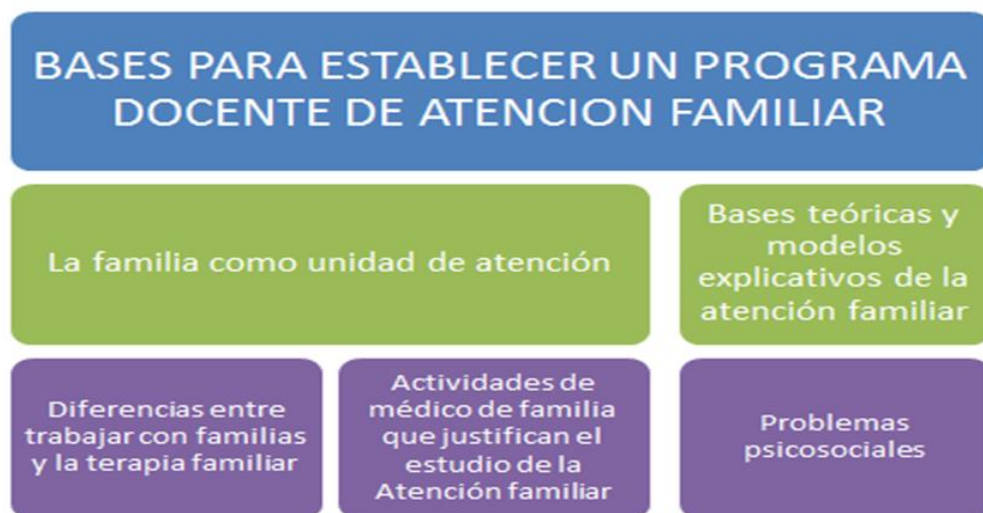 BASES PARA ESTABLECER UN PROGRAMA
DOCENTE DE ATENCION FAMILIAR
La familia como unidad de atención
Bases teóricas y
modelos
explicativos de la
atención familiar
Diferencias entre
trabajar con familias
y la terapia familiar
Actividades de
médico de familia
que justifican el
estudio de la
Atención familiar
Problemas
psicosociales